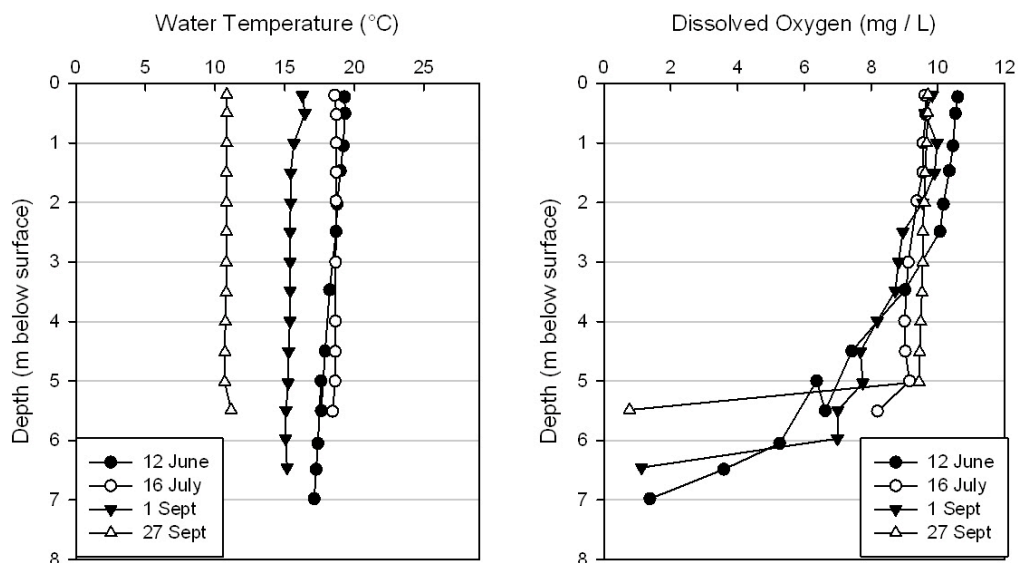 Water Temperature (°C)
0 5 10 15 20 25
0
1
2
3
4
5
6
7
8
Depth (m below surface)
12 June
16 July
1 Sept
27 Sept
Dissolved Oxygen (mg / L)
0 2 4 6 8 10 12
0
1
2
3
4
5
6
7
8
Depth (m below surface)
12 June
16 July
1 Sept
27 Sept